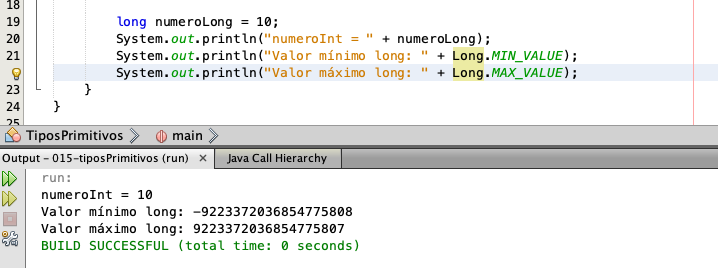 18
19 long numeroLong = 10;
20 System.out.println("numeroInt = " + numeroLong);
21 System.out.println("Valor mínimo long: " + Long.MIN_VALUE);
System.out.println("Valor máximo long: " + Long.MAX_VALUE);
23 }
24 }
25
TiposPrimitivos main
Output - 015-tiposPrimitivos (run) × Java Call Hierarchy
run:
numeroInt = 10
Valor mínimo long: -9223372036854775808
Valor máximo long: 9223372036854775807
BUILD SUCCESSFUL (total time: 0 seconds)